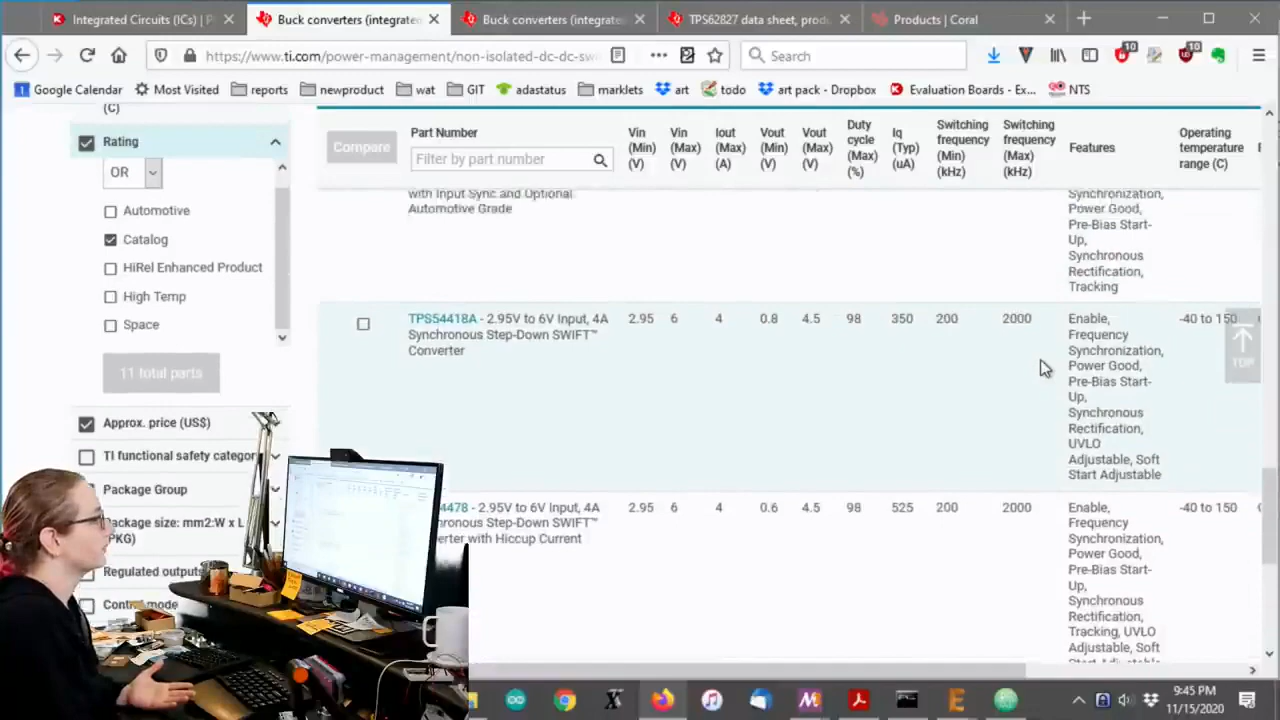 Integrated Circuits (ICs) | P
Buck converters (integrate
Buck converters (integrate
TPS62827 data sheet, produ
Products | Coral
https://www.ti.com/power-management/non-isolated-dc-dc-sw
Search
10
10
Google Calendar
Most Visited
reports
newproduct
wat
GIT
adastatus
marklets
art
todo
art pack - Dropbox
Evaluation Boards - Ex...
NTS
(C)
Rating
OR
Automotive
Catalog
HiRel Enhanced Product
High Temp
Space
11 total parts
Approx. price (US$)
TI functional safety categor
Package Group
Package size: mm2:W x L
PKG)
Regulated outputs
Control mode
Compare
Part Number
Filter by part number
Vin (Min) (V)
Vin (Max) (V)
Iout (Max) (A)
Vout (Min) (V)
Vout (Max) (V)
Duty cycle (Max) (%)
Iq (Typ) (uA)
Switching frequency (Min) (kHz)
Switching frequency (Max) (kHz)
Features
Operating temperature range (C)
with Input Sync and Optional
Automotive Grade
Synchronization,
Power Good,
Pre-Bias Start-
Up,
Synchronous
Rectification,
Tracking
TPS54418A - 2.95V to 6V Input, 4A
Synchronous Step-Down SWIFT™
Converter
2.95 6 4 0.8 4.5 98 350 200 2000
Enable,
Frequency
Synchronization,
Power Good,
Pre-Bias Start-
Up,
Synchronous
Rectification,
UVLO
Adjustable, Soft
Start Adjustable
-40 to 150
TOP
4478 - 2.95V to 6V Input, 4A
hronous Step-Down SWIFT™
erter with Hiccup Current
2.95 6 4 0.6 4.5 98 525 200 2000
Enable,
Frequency
Synchronization,
Power Good,
Pre-Bias Start-
Up,
Synchronous
Rectification,
Tracking, UVLO
Adjustable, Soft
Start Adjustable
-40 to 150
9:45 PM
11/15/2020